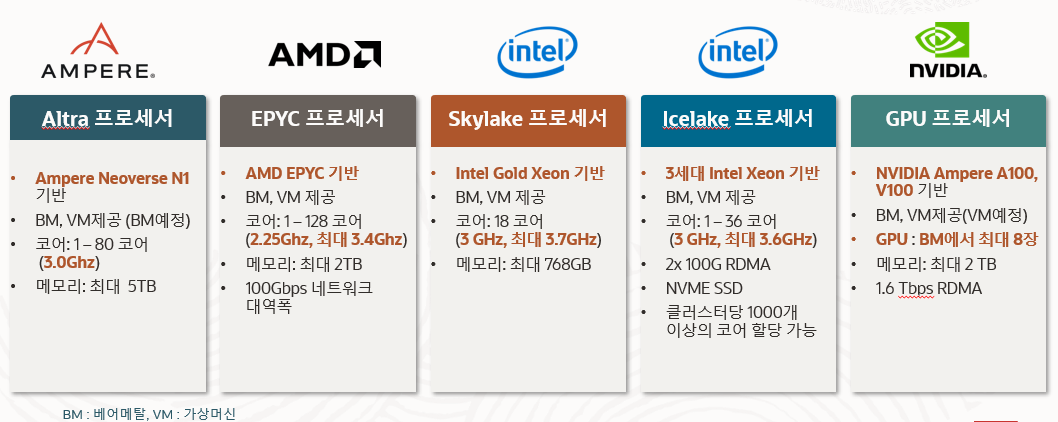 AMPERE.
AMD
intel
intel
NVIDIA.
Altra 프로세서
• Ampere Neoverse N1
기반
• BM, VM제공 (BM예정)
• 코어: 1 – 80 코어
(3.0Ghz)
• 메모리: 최대 5TB
EPYC 프로세서
• AMD EPYC 기반
• BM, VM 제공
• 코어: 1 – 128 코어
(2.25Ghz, 최대 3.4Ghz)
• 메모리: 최대 2TB
• 100Gbps 네트워크
대역폭
Skylake 프로세서
• Intel Gold Xeon 기반
• BM, VM 제공
• 코어: 18 코어
(3 GHz, 최대 3.7GHz)
• 메모리: 최대 768GB
Icelake 프로세서
• 3세대 Intel Xeon 기반
• BM, VM 제공
• 코어: 1 – 36 코어
(3 GHz, 최대 3.6GHz)
• 2x 100G RDMA
• NVME SSD
• 클러스터당 1000개
이상의 코어 할당 가능
GPU 프로세서
• NVIDIA Ampere A100,
V100 기반
• BM, VM제공(VM예정)
• GPU : BM에서 최대 8장
• 메모리: 최대 2 TB
• 1.6 Tbps RDMA
BM : 베어메탈, VM : 가상머신